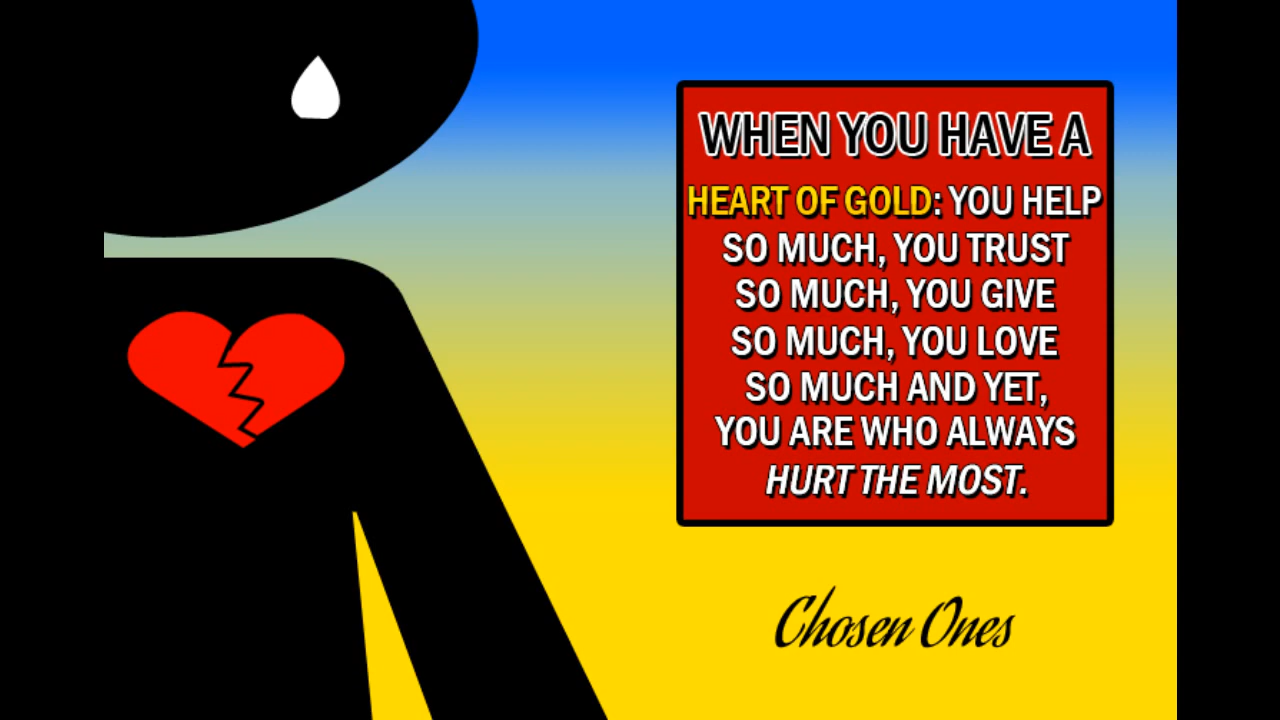 WHEN YOU HAVE A
HEART OF GOLD: YOU HELP
SO MUCH, YOU TRUST
SO MUCH, YOU GIVE
SO MUCH, YOU LOVE
SO MUCH AND YET,
YOU ARE WHO ALWAYS
HURT THE MOST.
Chosen Ones